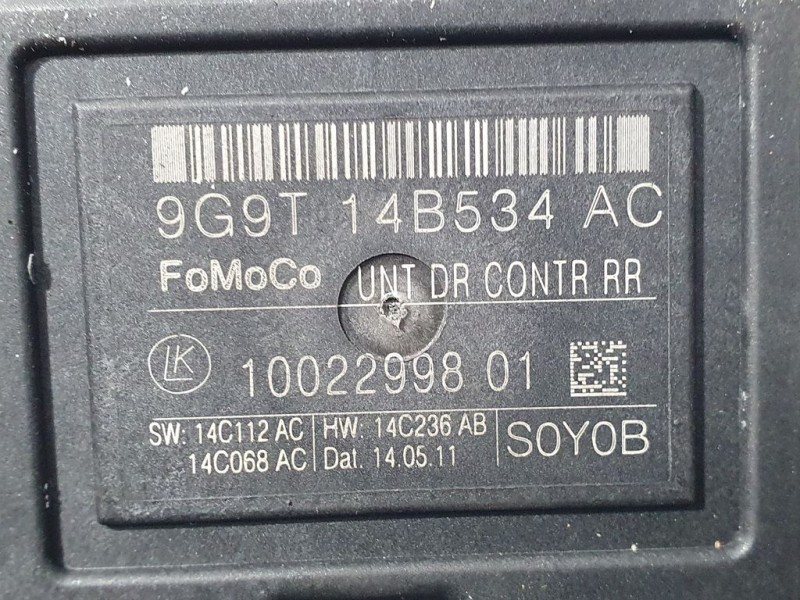 9G9T 14B534 AC
FoMoCo UNT DR CONTR RR
LK 10022998 01
SW: 14C112 AC HW: 14C236 AB S0Y0B
14C068 AC Dat. 14.05.11